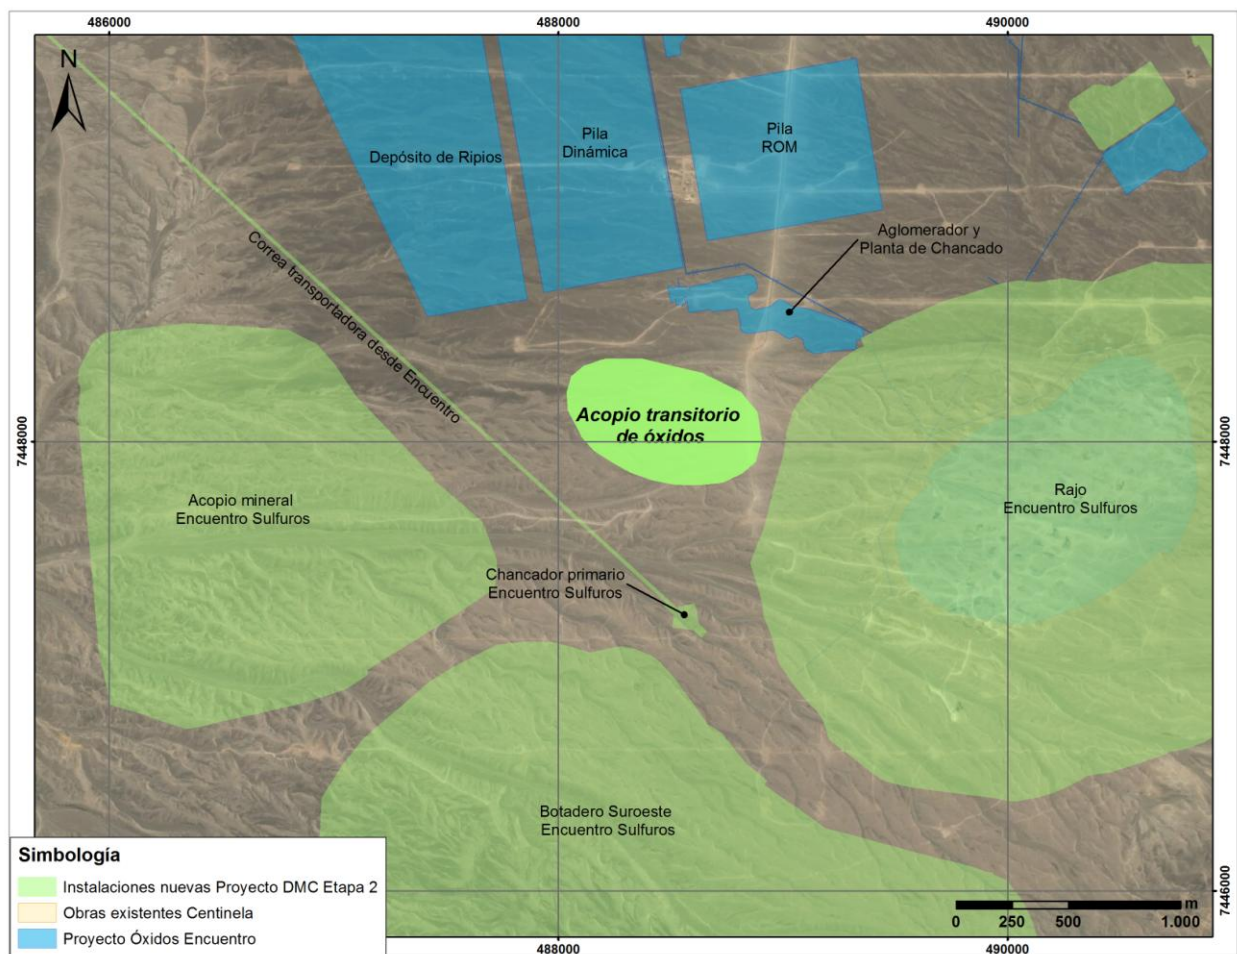 486000
488000
490000
N
Depósito de Ripios
Pila
Dinámica
Pila
ROM
Aglomerador y
Planta de Chancado
Correa transportadora desde Encuentro
Acopio transitorio
de óxidos
7448000
7448000
Acopio mineral
Encuentro Sulfuros
Rajo
Encuentro Sulfuros
Chancador primario
Encuentro Sulfuros
Botadero Suroeste
Encuentro Sulfuros
Simbología
Instalaciones nuevas Proyecto DMC Etapa 2
Obras existentes Centinela
Proyecto Óxidos Encuentro
7446000
m
0 250 500 1.000
488000
490000